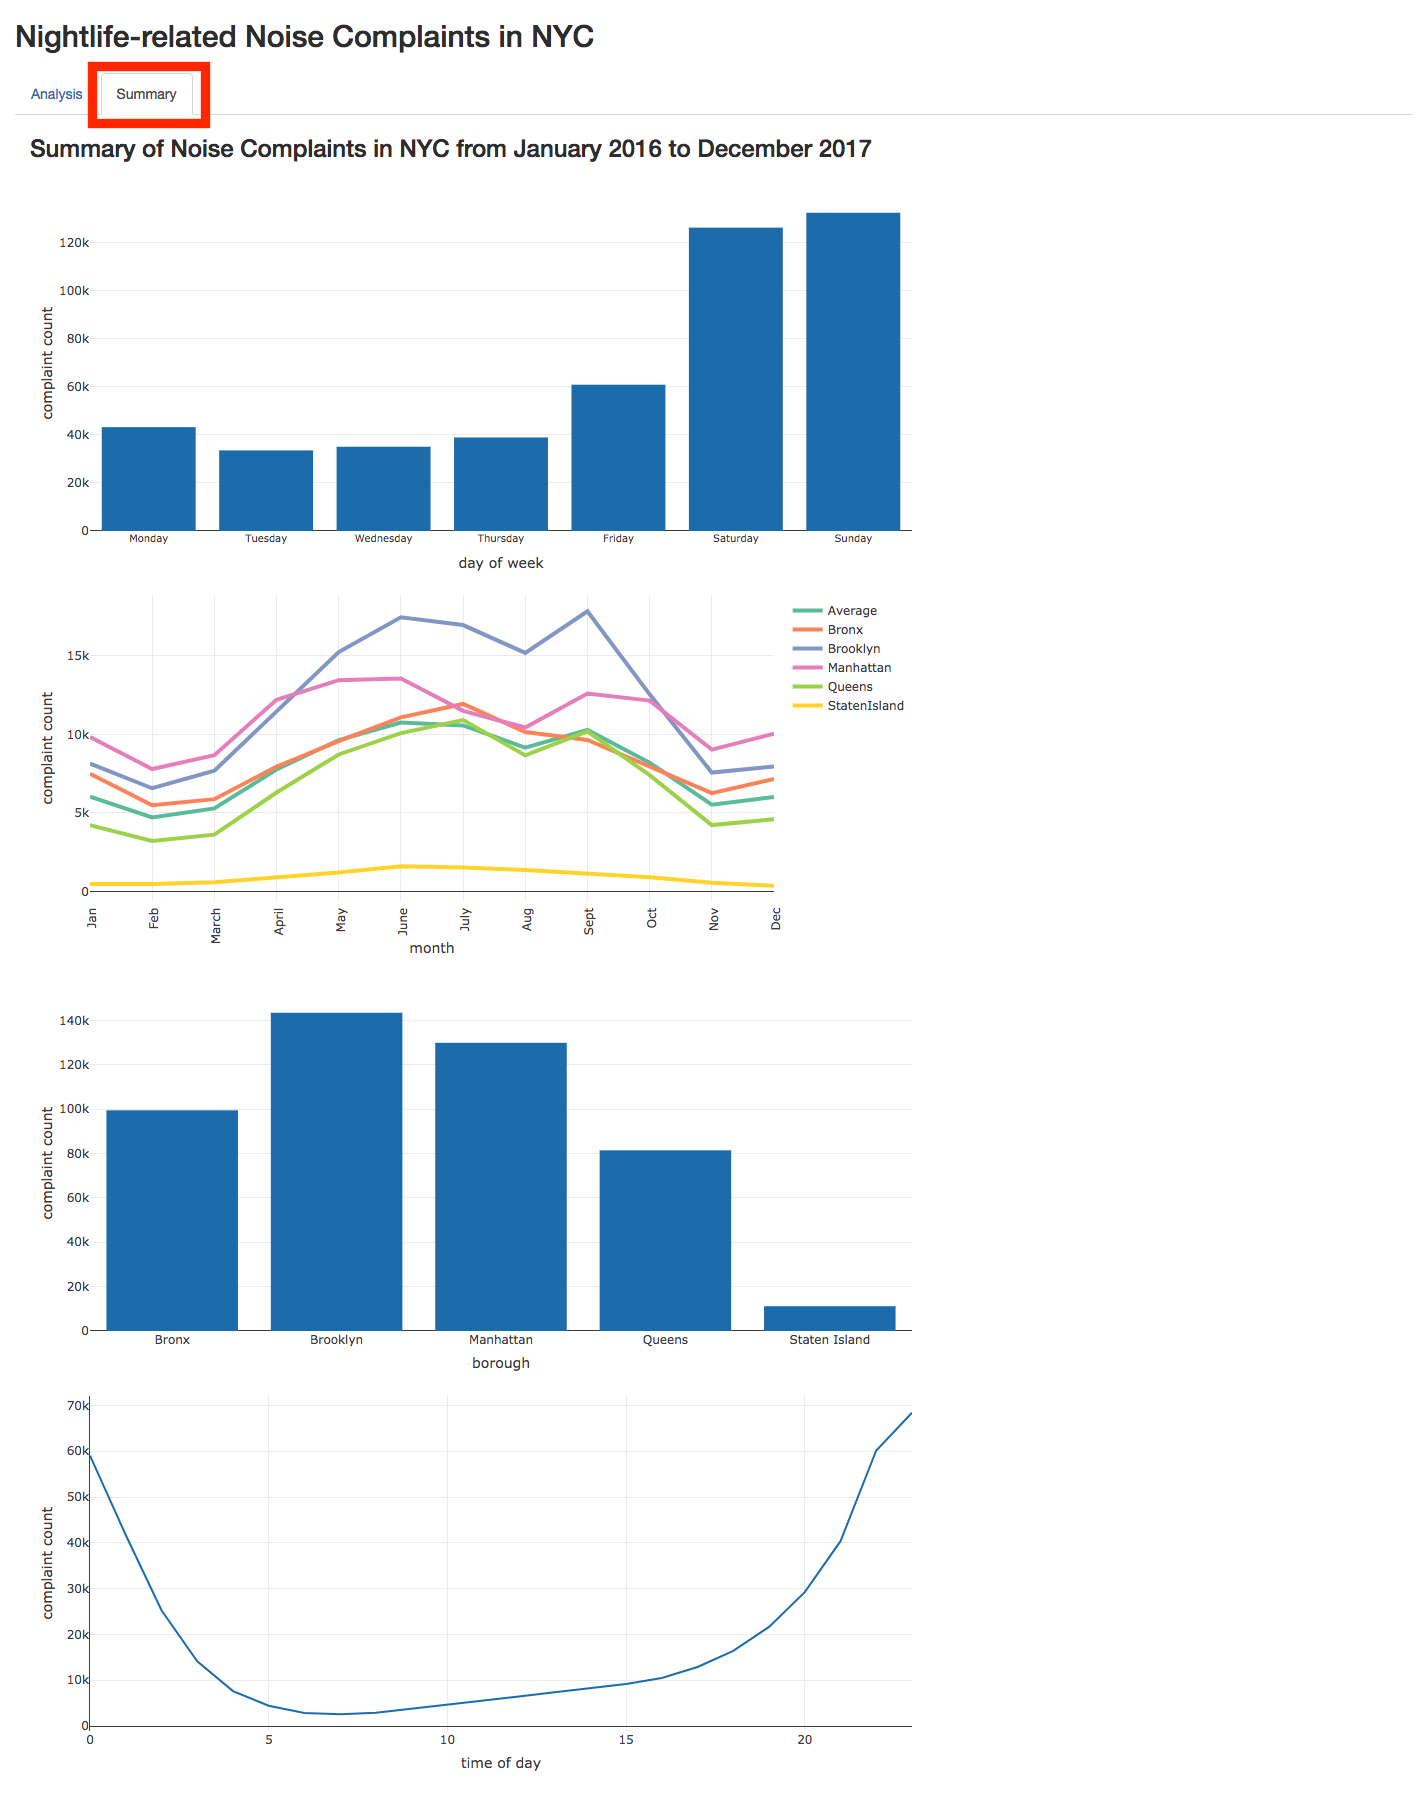 Nightlife-related Noise Complaints in NYC
Analysis Summary
Summary of Noise Complaints in NYC from January 2016 to December 2017
120k
100k
80k
60k
40k
20k
0
complaint count
Monday Tuesday Wednesday Thursday Friday Saturday Sunday
day of week
15k
10k
5k
0
complaint count
Jan Feb March April May June July Aug Sept Oct Nov Dec
month
Average
Bronx
Brooklyn
Manhattan
Queens
StatenIsland
140k
120k
100k
80k
60k
40k
20k
0
complaint count
Bronx Brooklyn Manhattan Queens Staten Island
borough
70k
60k
50k
40k
30k
20k
10k
0
complaint count
0 5 10 15 20
time of day